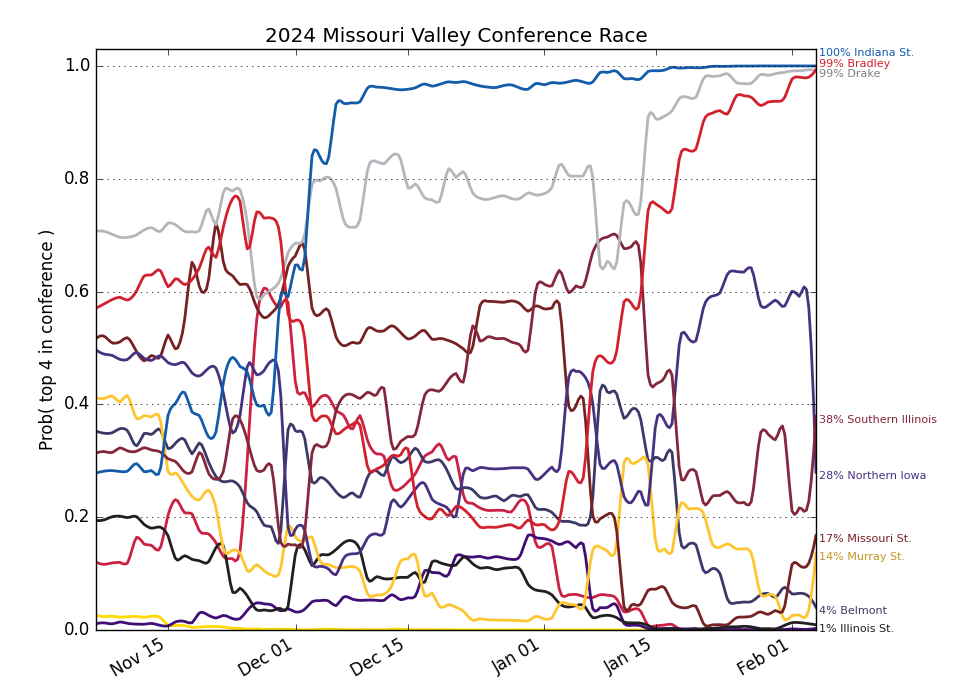 2024 Missouri Valley Conference Race
Prob( top 4 in conference )
1.0
0.8
0.6
0.4
0.2
0.0
Nov 15
Dec 01
Dec 15
Jan 01
Jan 15
Feb 01
100% Indiana St.
99% Bradley
99% Drake
38% Southern Illinois
28% Northern Iowa
17% Missouri St.
14% Murray St.
4% Belmont
1% Illinois St.